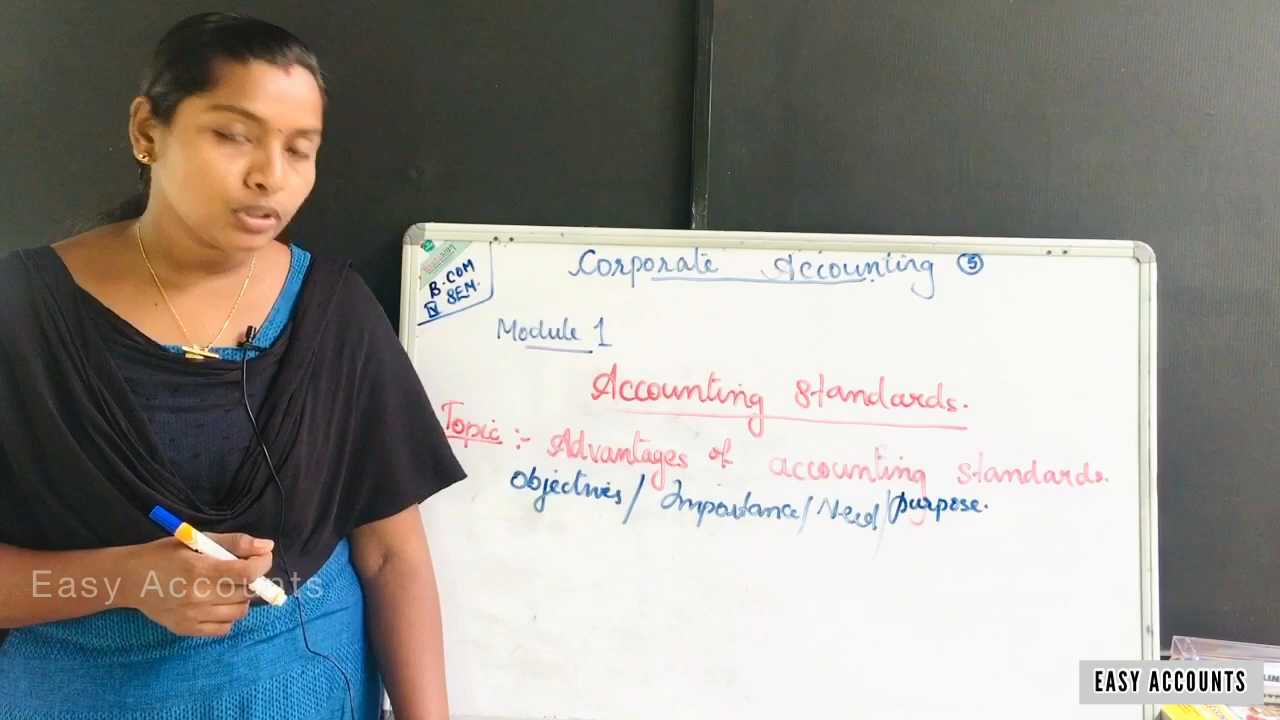 Corporate Accounting 5
B.COM
IV SEM.
Module 1
Accounting Standards.
Topic :- Advantages of accounting standards.
Objectives / Importance / Need / purpose.
Easy Accounts
EASY ACCOUNTS